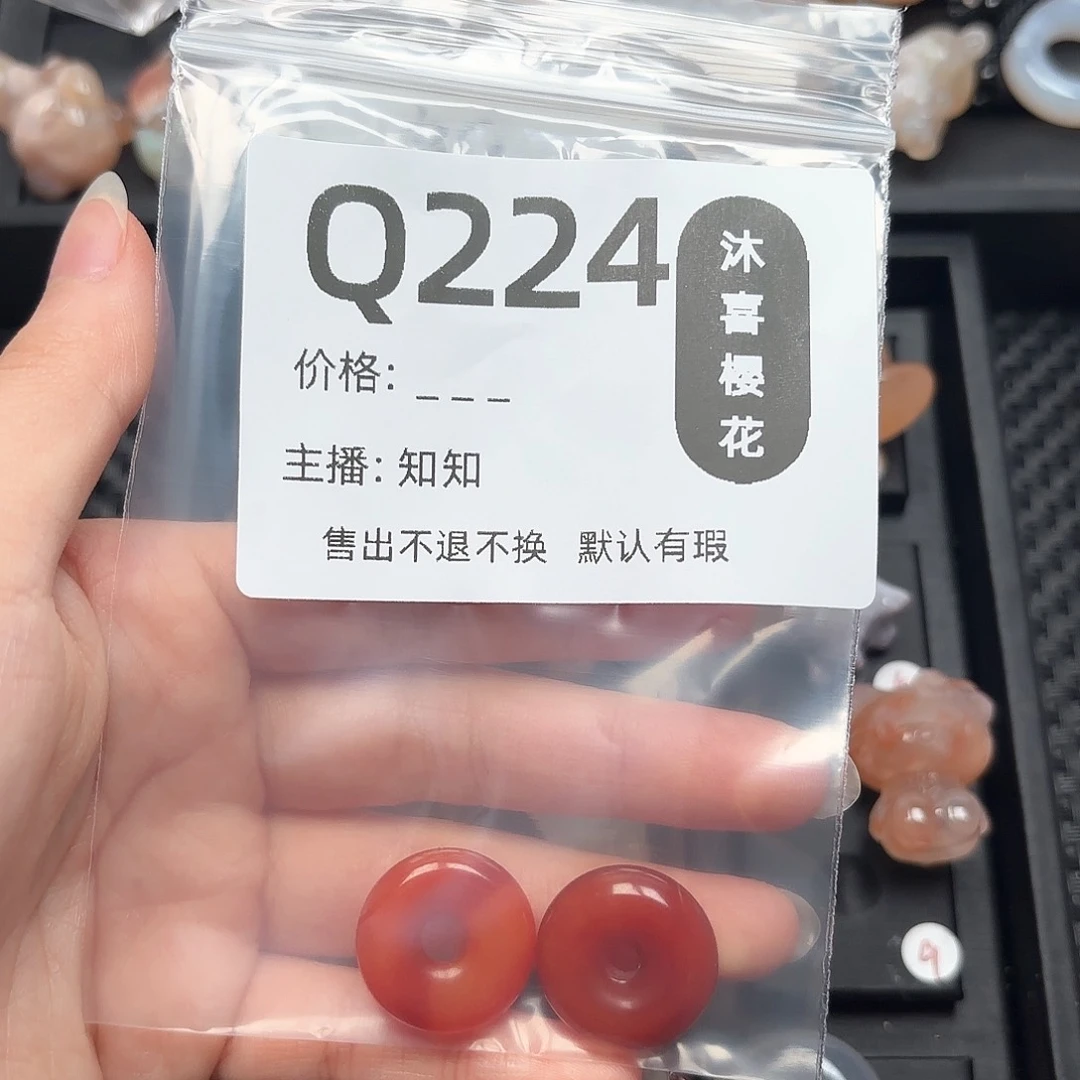 Q224
沐喜樱花
价格: _ _ _
主播: 知知
售出不退不换 默认有瑕
9